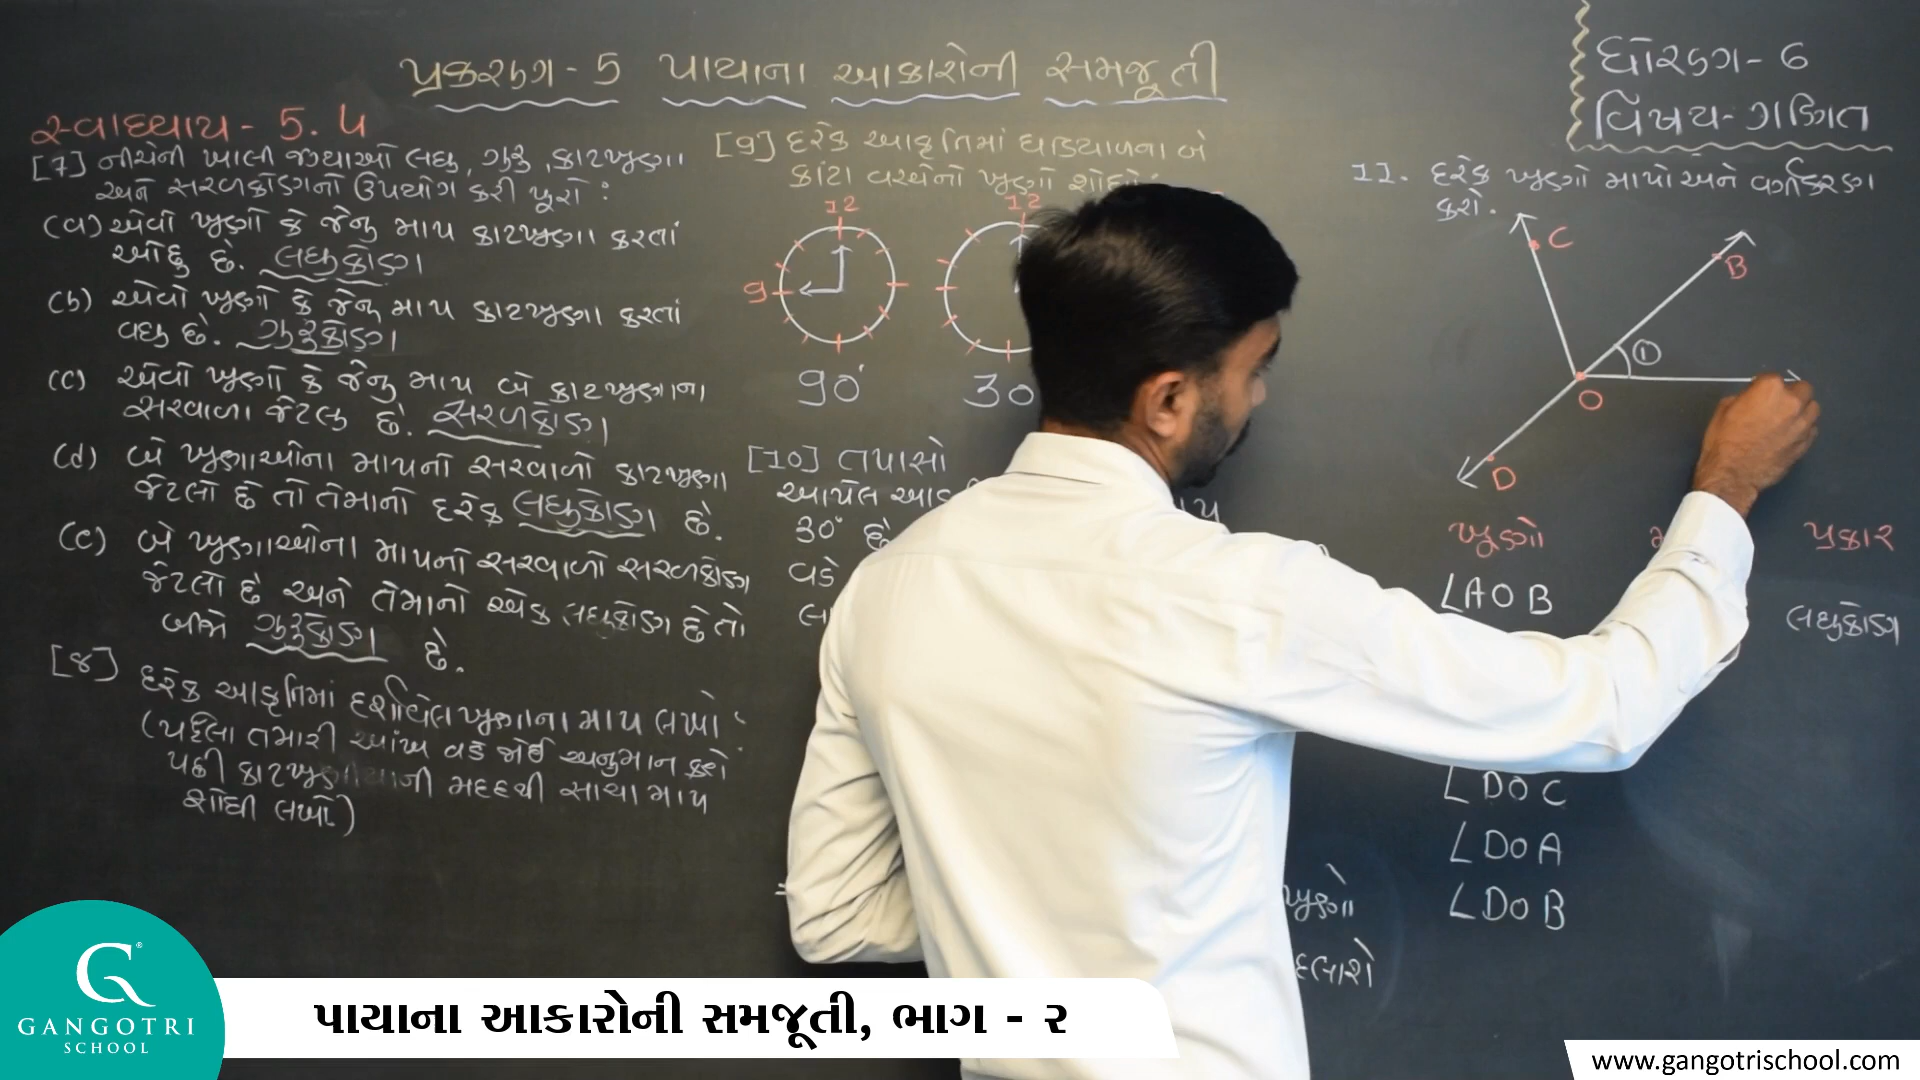 પ્રકરણ - 5 પાયાના આકારોની સમજૂતી
ધોરણ - 6
વિષય - ગણિત
સ્વાધ્યાય - 5.4
[7] નીચેની ખાલી જગ્યાઓ લઘુ, ગુરુ, કાટખૂણા
અને સરળકોણનો ઉપયોગ કરી પૂરો :
(a) એવો ખૂણો કે જેનુ માપ કાટખૂણા કરતાં
ઓછુ છે. લઘુકોણ
(b) એવો ખૂણો કે જેનુ માપ કાટખૂણા કરતાં
વધુ છે. ગુરુકોણ
(c) એવો ખૂણો કે જેનુ માપ બે કાટખૂણાના
સરવાળા જેટલુ છે. સરળકોણ
(d) બે ખૂણાઓના માપનો સરવાળો કાટખૂણા
જેટલો છે તો તેમાનો દરેક લઘુકોણ છે.
(e) બે ખૂણાઓના માપનો સરવાળો સરળકોણ
જેટલો છે અને તેમાનો એક લઘુકોણ છે તો
બીજો ગુરુકોણ છે.
[8] દરેક આકૃતિમાં દર્શાવેલ ખૂણાના માપ લખો :
(પહેલા તમારી આંખ વડે જોઈ અનુમાન કરો
પછી ની મદદથી સાચા માપ
શોધી લખો.)
[9] દરેક આકૃતિમાં ઘડિયાળના બે
કાંટા વચ્ચેનો ખૂણો શોધો :
12
9
90°
12
30
[10] તપાસો
આપેલ
30° છે
વડે
ખૂણો
11. દરેક ખૂણો માપો અને વર્ગીકરણ
કરો.
C
B
1
O
D
ખૂણો પ્રકાર
∠AOB લઘુકોણ
∠DOC
∠DOA
∠DOB
GANGOTRI
SCHOOL
પાયાના આકારોની સમજૂતી, ભાગ - ૨
www.gangotrischool.com